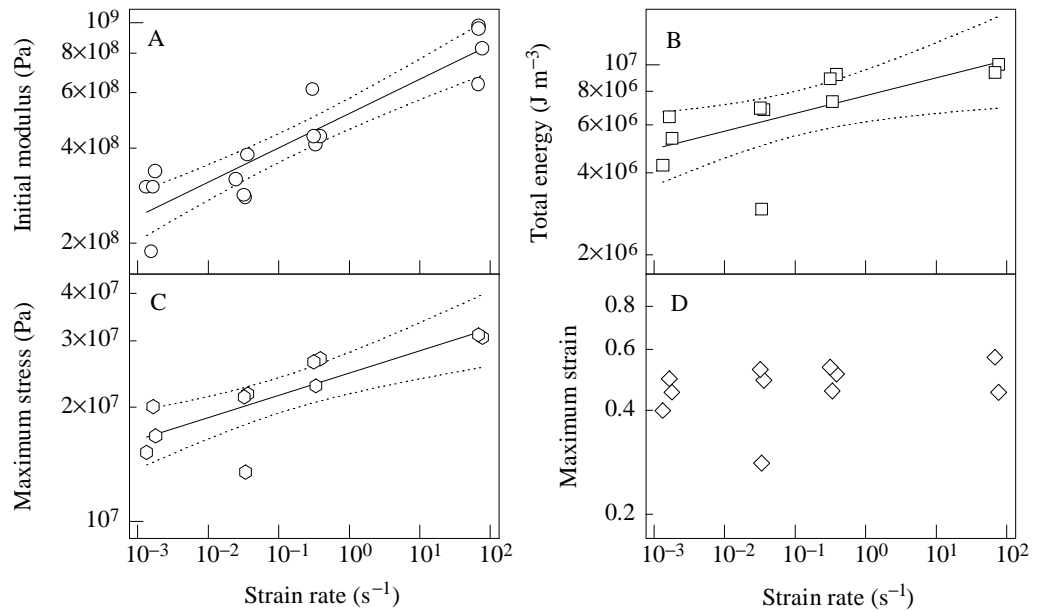 A
Initial modulus (Pa)
10⁹
8×10⁸
6×10⁸
4×10⁸
2×10⁸
B
Total energy (J m⁻³)
10⁷
8×10⁶
6×10⁶
4×10⁶
2×10⁶
C
Maximum stress (Pa)
4×10⁷
3×10⁷
2×10⁷
10⁷
10⁻³ 10⁻² 10⁻¹ 10⁰ 10¹ 10²
Strain rate (s⁻¹)
D
Maximum strain
0.8
0.6
0.4
0.2
10⁻³ 10⁻² 10⁻¹ 10⁰ 10¹ 10²
Strain rate (s⁻¹)